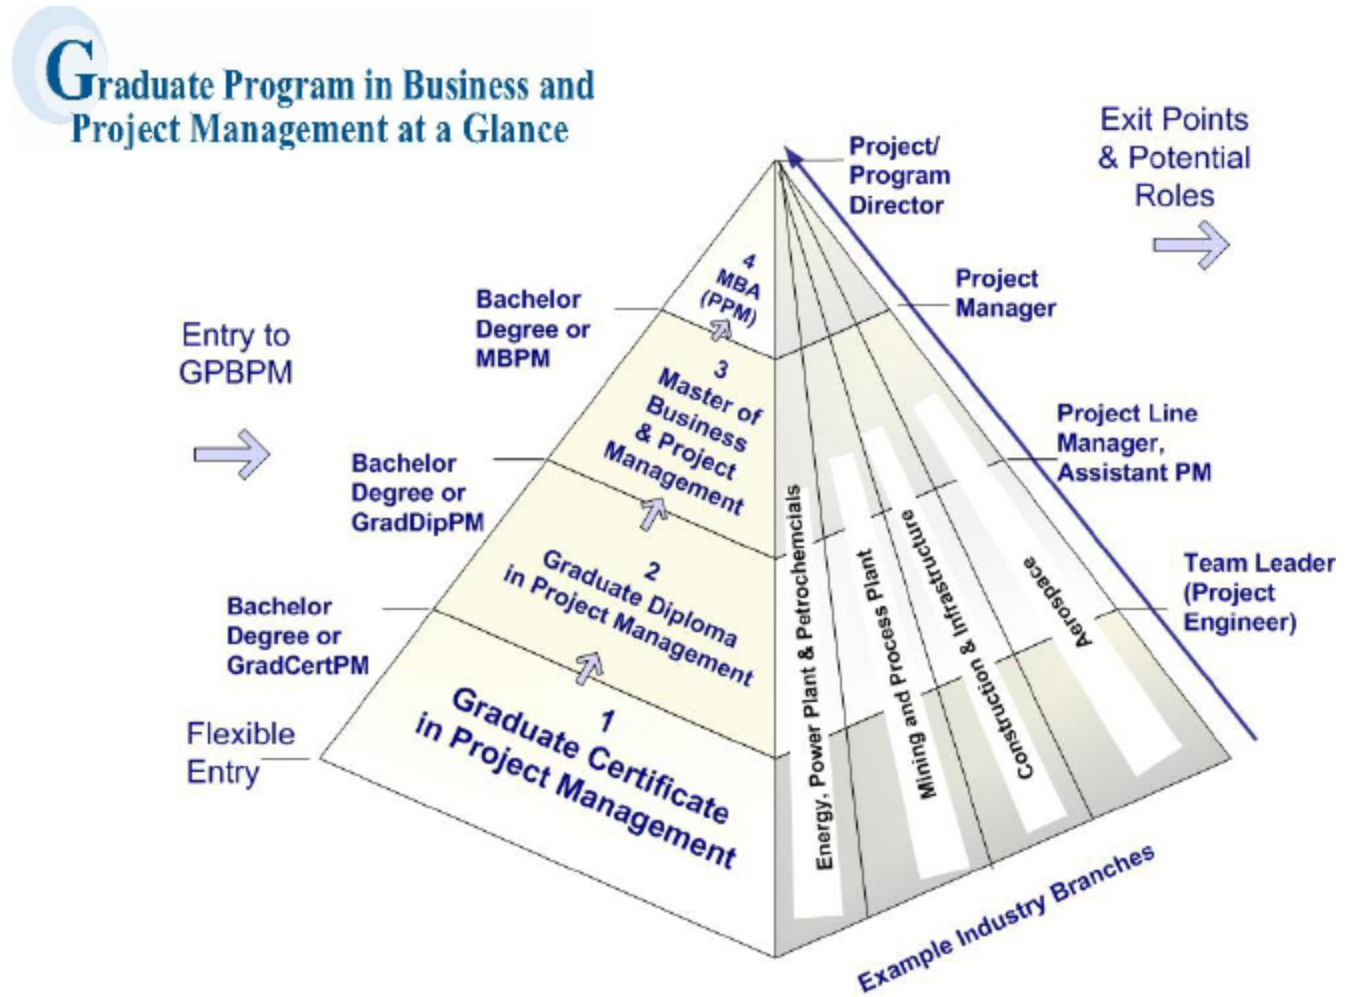 Graduate Program in Business and
Project Management at a Glance
Exit Points
& Potential
Roles
Project/
Program
Director
Project
Manager
Project Line
Manager,
Assistant PM
Team Leader
(Project
Engineer)
Entry to
GPBPM
Bachelor
Degree or
MBPM
Bachelor
Degree or
GradDipPM
Bachelor
Degree or
GradCertPM
Flexible
Entry
4
MBA
(PPM)
3
Master of
Business
& Project
Management
2
Graduate Diploma
in Project Management
1
Graduate Certificate
in Project Management
Energy, Power Plant & Petrochemcials
Mining and Process Plant
Construction & Infrastructure
Aerospace
Example Industry Branches